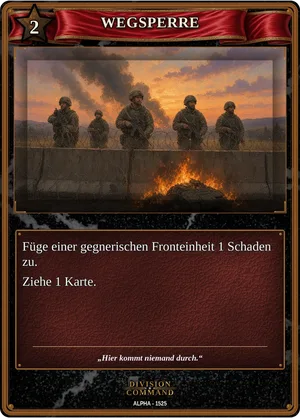 WEGSPERRE
2
Füge einer gegnerischen Fronteinheit 1 Schaden
zu.
Ziehe 1 Karte.
„Hier kommt niemand durch.“
DIVISION
COMMAND
ALPHA - 1525